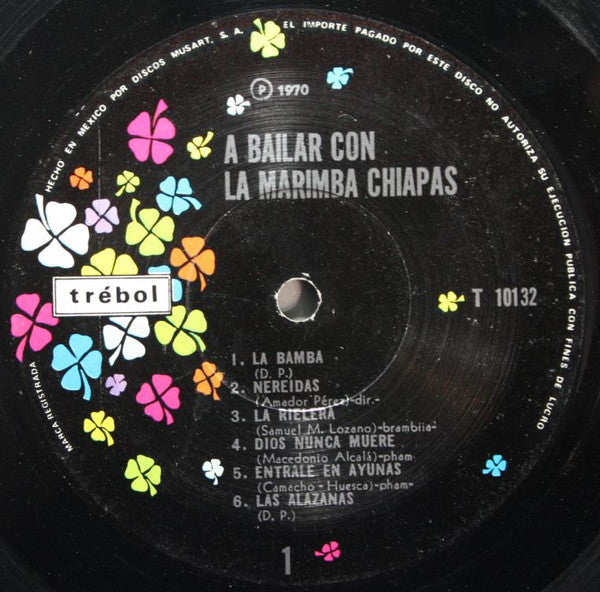 HECHO EN MEXICO POR DISCOS MUSART, S. A. EL IMPORTE PAGADO POR ESTE DISCO NO AUTORIZA SU EJECUCION PUBLICA CON FINES DE LUCRO
℗ 1970
A BAILAR CON
LA MARIMBA CHIAPAS
trébol
T 10132
1. LA BAMBA
(D. P.)
2. NEREIDAS
(Amador Pérez)-dir.-
3. LA RIELERA
(Samuel M. Lozano)-brambiia-
4. DIOS NUNCA MUERE
(Macedonio Alcalá)-pham-
5. ENTRALE EN AYUNAS
(Camacho - Huesca)-pham-
6. LAS ALAZANAS
(D. P.)
MARCA REGISTRADA
1